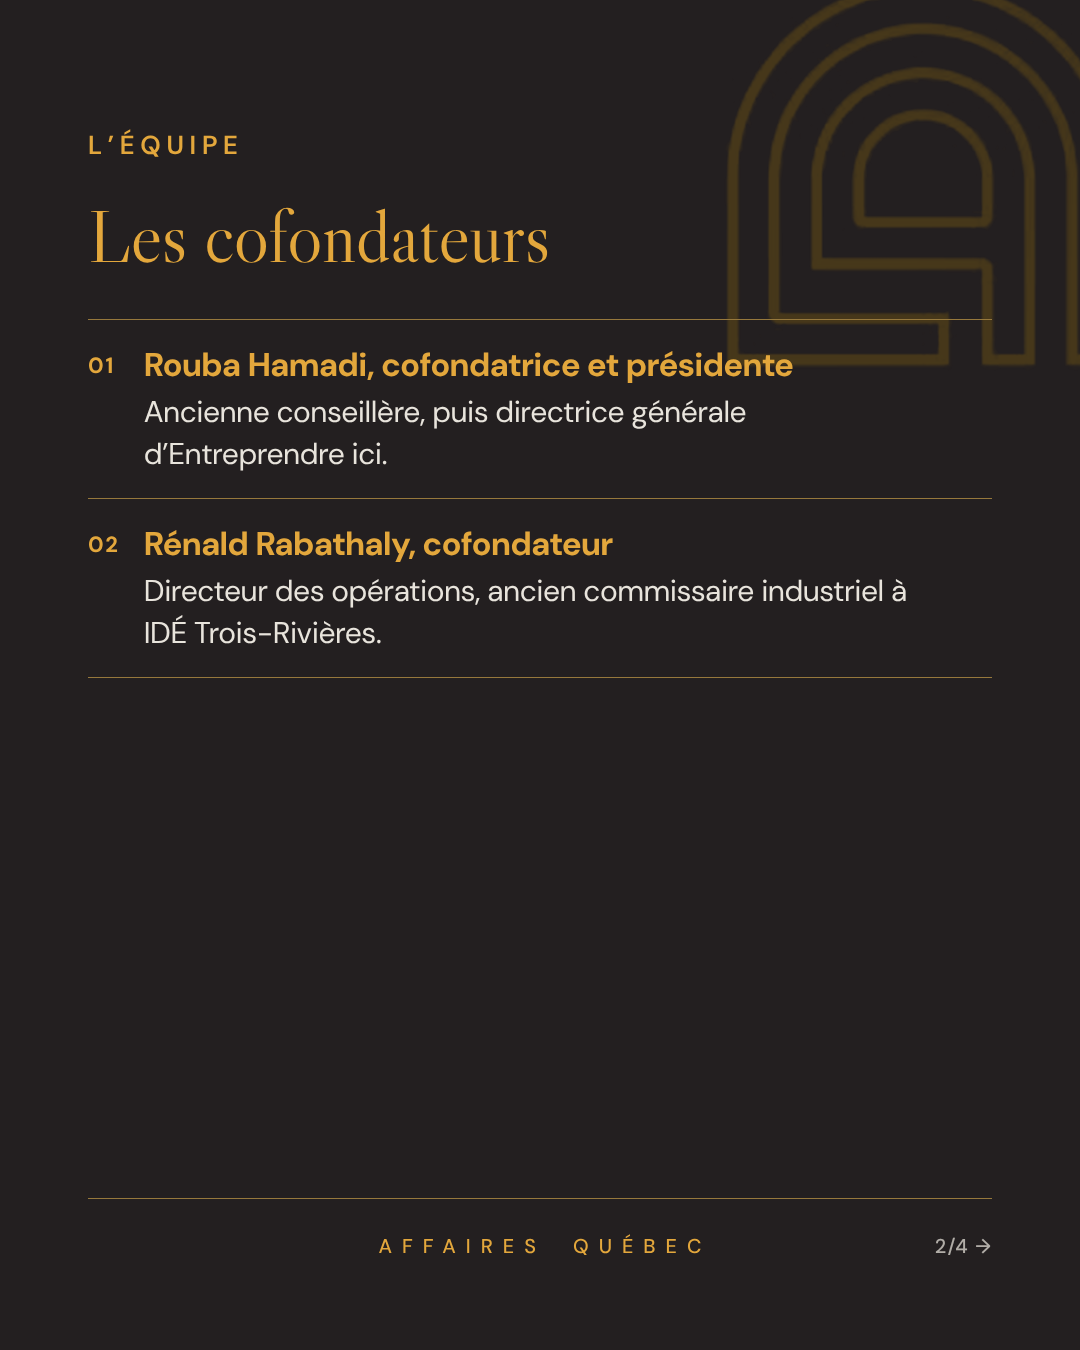 L’ÉQUIPE
Les cofondateurs
01 Rouba Hamadi, cofondatrice et présidente
Ancienne conseillère, puis directrice générale
d’Entreprendre ici.
02 Rénald Rabathaly, cofondateur
Directeur des opérations, ancien commissaire industriel à
IDÉ Trois-Rivières.
AFFAIRES QUÉBEC
2/4 →